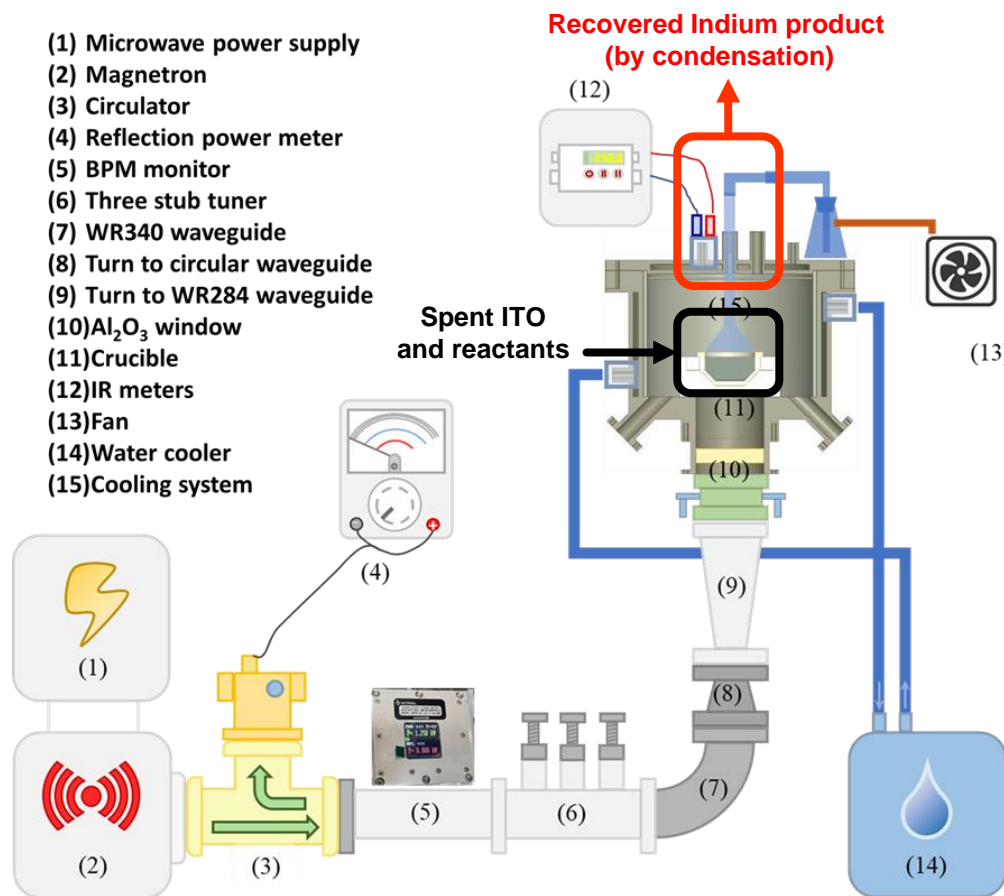 Recovered Indium product
(by condensation)
(1) Microwave power supply
(2) Magnetron
(3) Circulator
(4) Reflection power meter
(5) BPM monitor
(6) Three stub tuner
(7) WR340 waveguide
(8) Turn to circular waveguide
(9) Turn to WR284 waveguide
(10)Al₂O₃ window
(11)Crucible
(12)IR meters
(13)Fan
(14)Water cooler
(15)Cooling system
(12)
(15)
Spent ITO
and reactants
(13)
(11)
(10)
(4)
(9)
(1)
(8)
(7)
(5)
(6)
(2)
(3)
(14)